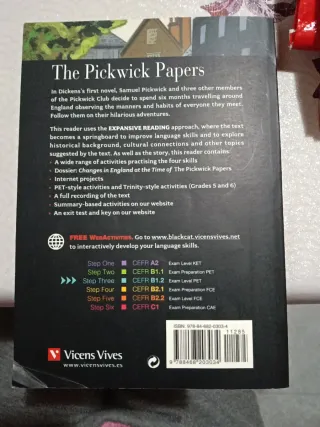 The Pickwick Papers
In Dickens's first novel, Samuel Pickwick and three other members
of the Pickwick Club decide to spend six months travelling around
England observing the manners and habits of everyone they meet.
Follow them on their hilarious adventures.
This reader uses the EXPANSIVE READING approach, where the text
becomes a springboard to improve language skills and to explore
historical background, cultural connections and other topics
suggested by the text. As well as the story, this reader contains:
• A wide range of activities practising the four skills
• Dossier: Changes in England at the Time of The Pickwick Papers
• Internet projects
• PET-style activities and Trinity-style activities (Grades 5 and 6)
• A full recording of the text
• Summary-based activities on our website
• An exit test and key on our website
FREE WEBACTIVITIES. Go to www.blackcat.vicensvives.net
to interactively develop your language skills.
Step One CEFR A2 Exam Level KET
Step Two CEFR B1.1 Exam Preparation PET
>>> Step Three CEFR B1.2 Exam Level PET
Step Four CEFR B2.1 Exam Preparation FCE
Step Five CEFR B2.2 Exam Level FCE
Step Six CEFR C1 Exam Preparation CAE
Vicens Vives
www.vicensvives.es